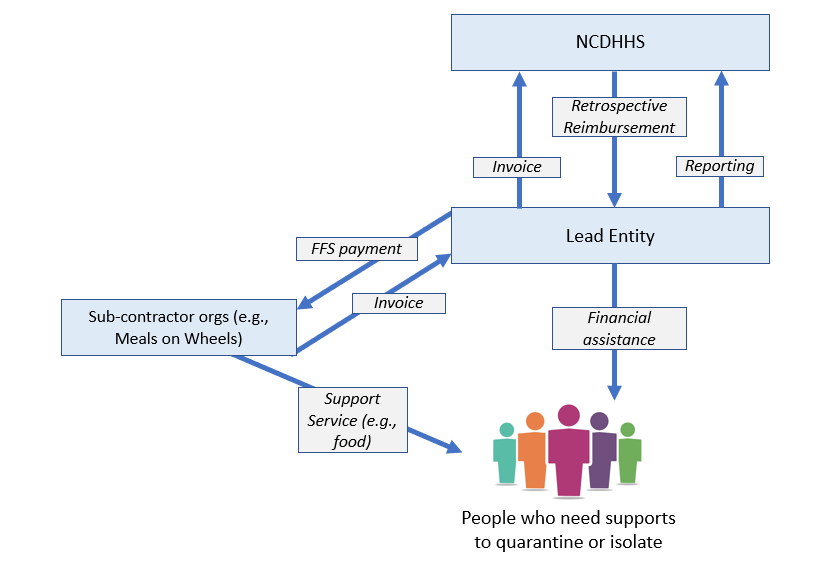 NCDHHS
Retrospective
Reimbursement
Invoice
Reporting
Lead Entity
FFS payment
Invoice
Sub-contractor orgs (e.g.,
Meals on Wheels)
Financial
assistance
Support
Service (e.g.,
food)
People who need supports
to quarantine or isolate